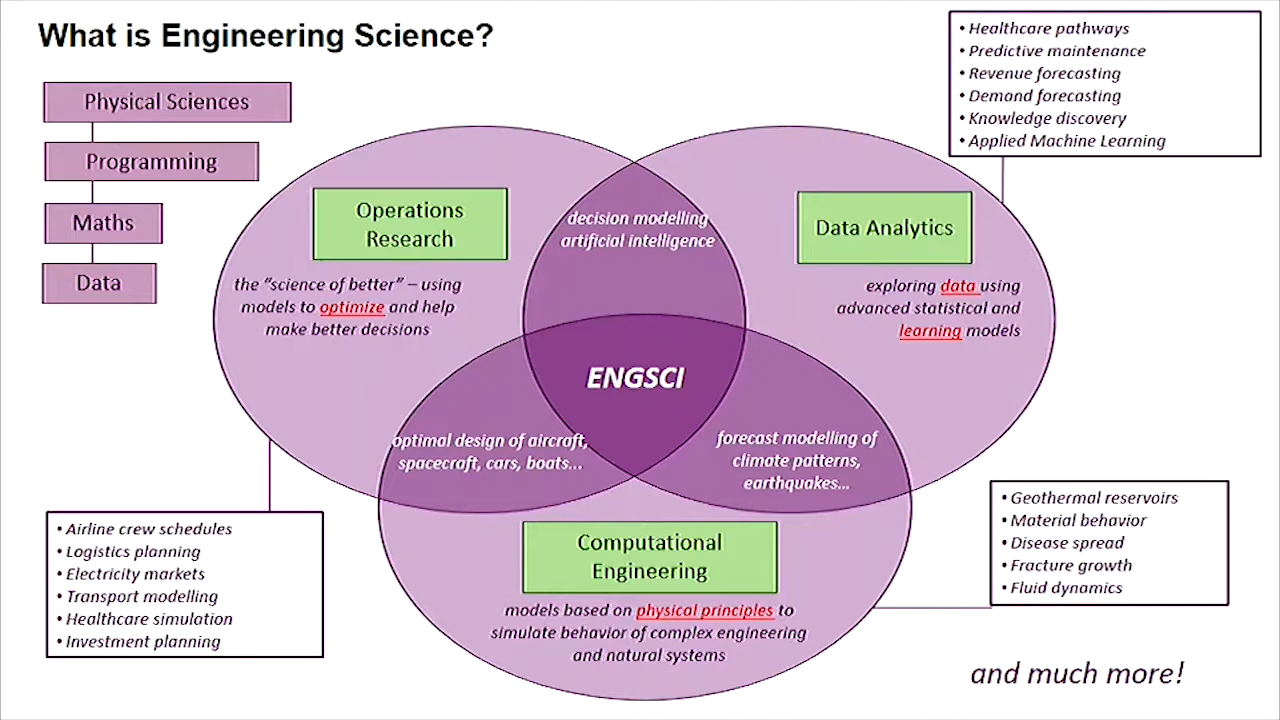 What is Engineering Science?
Physical Sciences
Programming
Maths
Data
• Healthcare pathways
• Predictive maintenance
• Revenue forecasting
• Demand forecasting
• Knowledge discovery
• Applied Machine Learning
Operations
Research
the “science of better” – using
models to optimize and help
make better decisions
decision modelling
artificial intelligence
Data Analytics
exploring data using
advanced statistical and
learning models
ENGSCI
optimal design of aircraft,
spacecraft, cars, boats...
forecast modelling of
climate patterns,
earthquakes...
Computational
Engineering
models based on physical principles to
simulate behavior of complex engineering
and natural systems
• Airline crew schedules
• Logistics planning
• Electricity markets
• Transport modelling
• Healthcare simulation
• Investment planning
• Geothermal reservoirs
• Material behavior
• Disease spread
• Fracture growth
• Fluid dynamics
and much more!